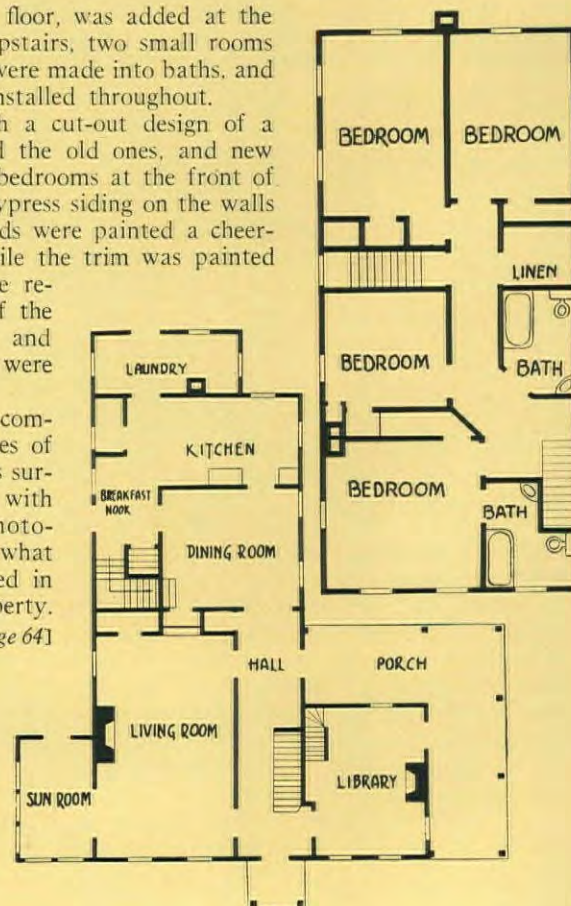 floor, was added at the
pstairs, two small rooms
were made into baths, and
nstalled throughout.
h a cut-out design of a
d the old ones, and new
bedrooms at the front of
ypress siding on the walls
ds were painted a cheer-
ile the trim was painted
e re-
f the
and
were
com-
es of
s sur-
with
hoto-
what
ed in
perty.
ge 64]
BEDROOM
BEDROOM
LINEN
BEDROOM
BATH
BEDROOM
BATH
LAUNDRY
KITCHEN
BREAKFAST
NOOK
DINING ROOM
HALL
PORCH
LIVING ROOM
LIBRARY
SUN ROOM